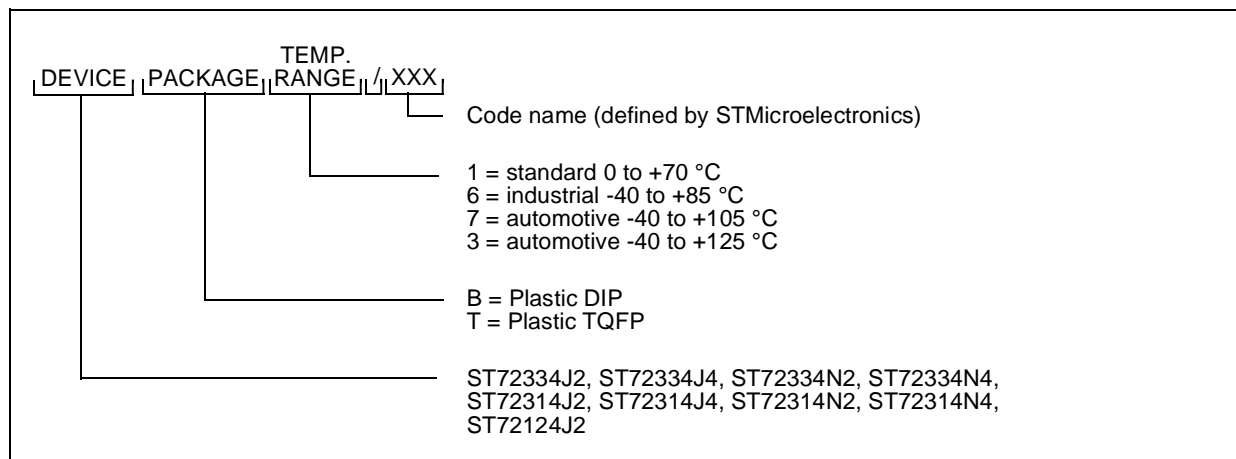 TEMP.
DEVICE PACKAGE RANGE / XXX
Code name (defined by STMicroelectronics)
1 = standard 0 to +70 °C
6 = industrial -40 to +85 °C
7 = automotive -40 to +105 °C
3 = automotive -40 to +125 °C
B = Plastic DIP
T = Plastic TQFP
ST72334J2, ST72334J4, ST72334N2, ST72334N4,
ST72314J2, ST72314J4, ST72314N2, ST72314N4,
ST72124J2